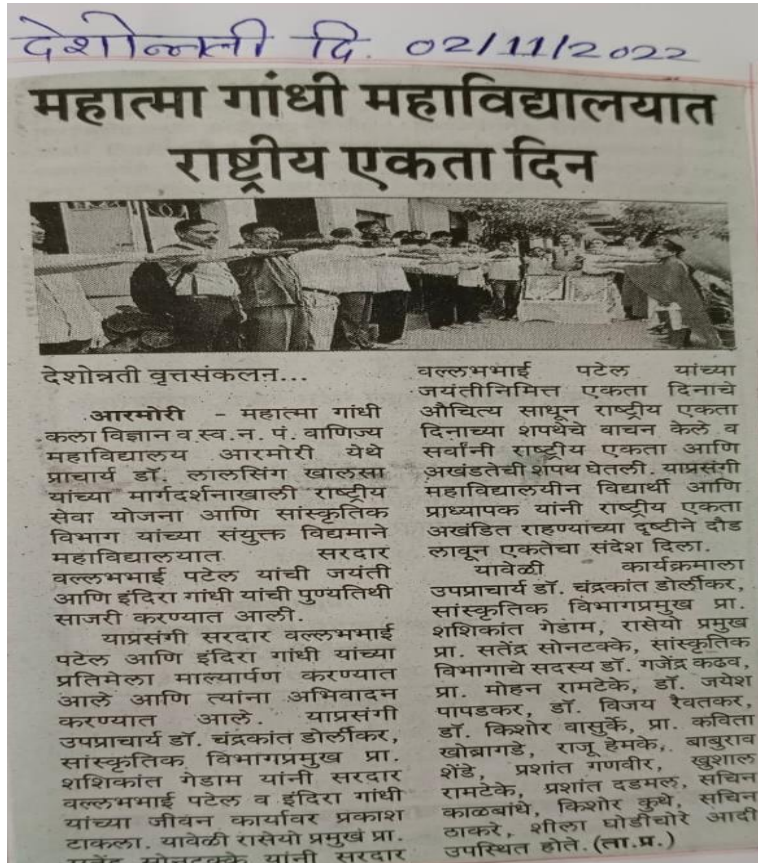 देशोन्नती दि. 02/11/2022
महात्मा गांधी महाविद्यालयात
राष्ट्रीय एकता दिन
देशोन्नती वृत्तसंकलन...
आरमोरी - महात्मा गांधी
कला विज्ञान व स्व. न. पं. वाणिज्य
महाविद्यालय आरमोरी येथे
प्राचार्य डॉ. लालसिंग खालसा
यांच्या मार्गदर्शनाखाली राष्ट्रीय
सेवा योजना आणि सांस्कृतिक
विभाग यांच्या संयुक्त विद्यमाने
महाविद्यालयात सरदार
वल्लभभाई पटेल यांची जयंती
आणि इंदिरा गांधी यांची पुण्यतिथी
साजरी करण्यात आली.
याप्रसंगी सरदार वल्लभभाई
पटेल आणि इंदिरा गांधी यांच्या
प्रतिमेला माल्यार्पण करण्यात
आले आणि त्यांना अभिवादन
करण्यात आले. याप्रसंगी
उपप्राचार्य डॉ. चंद्रकांत डोर्लीकर,
सांस्कृतिक विभागप्रमुख प्रा.
शशिकांत गेडाम यांनी सरदार
वल्लभभाई पटेल व इंदिरा गांधी
यांच्या जीवन कार्यावर प्रकाश
टाकला. यावेळी रासेयो प्रमुख प्रा.
सतेंद्र सोनटक्के यांनी सरदार
वल्लभभाई पटेल यांच्या
जयंतीनिमित्त एकता दिनाचे
औचित्य साधून राष्ट्रीय एकता
दिनाच्या शपथेचे वाचन केले व
सर्वांनी राष्ट्रीय एकता आणि
अखंडतेची शपथ घेतली. याप्रसंगी
महाविद्यालयीन विद्यार्थी आणि
प्राध्यापक यांनी राष्ट्रीय एकता
अखंडित राहण्याच्या दृष्टीने दौड
लावून एकतेचा संदेश दिला.
यावेळी कार्यक्रमाला
उपप्राचार्य डॉ. चंद्रकांत डोर्लीकर,
सांस्कृतिक विभागप्रमुख प्रा.
शशिकांत गेडाम, रासेयो प्रमुख
प्रा. सतेंद्र सोनटक्के, सांस्कृतिक
विभागाचे सदस्य डॉ. गजेंद्र कढव,
प्रा. मोहन रामटेके, डॉ. जयेश
पापडकर, डॉ. विजय रैवतकर,
डॉ. किशोर वासुर्के, प्रा. कविता
खोब्रागडे, राजू हेमके, बाबुराव
शेंडे, प्रशांत गणवीर, खुशाल
रामटेके, प्रशांत दडमल, सचिन
काळबांधे, किशोर कुथे, सचिन
ठाकरे, शीला घोडीचोरे आदी
उपस्थित होते. (ता.प्र.)